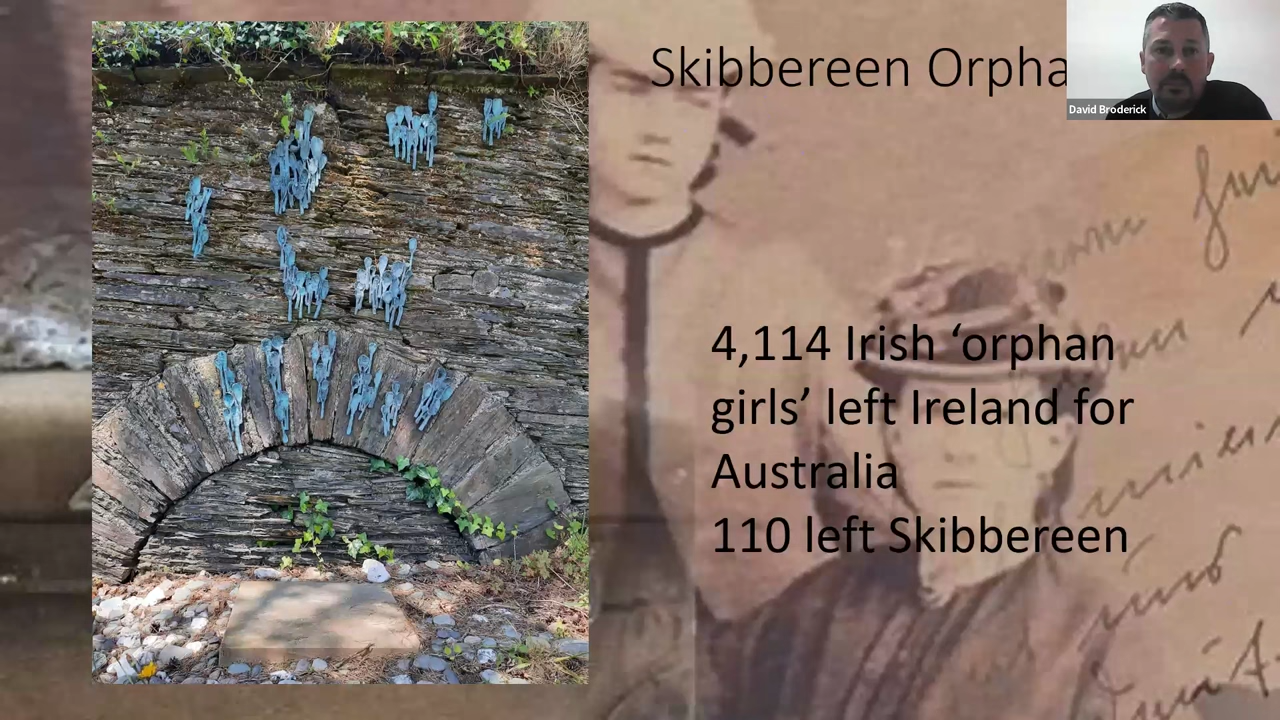 Skibbereen Orpha
David Broderick
4,114 Irish ‘orphan
girls’ left Ireland for
Australia
110 left Skibbereen